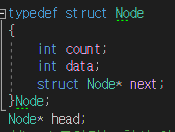 typedef struct Node
{
int count;
int data;
struct Node* next;
}Node;
Node* head;